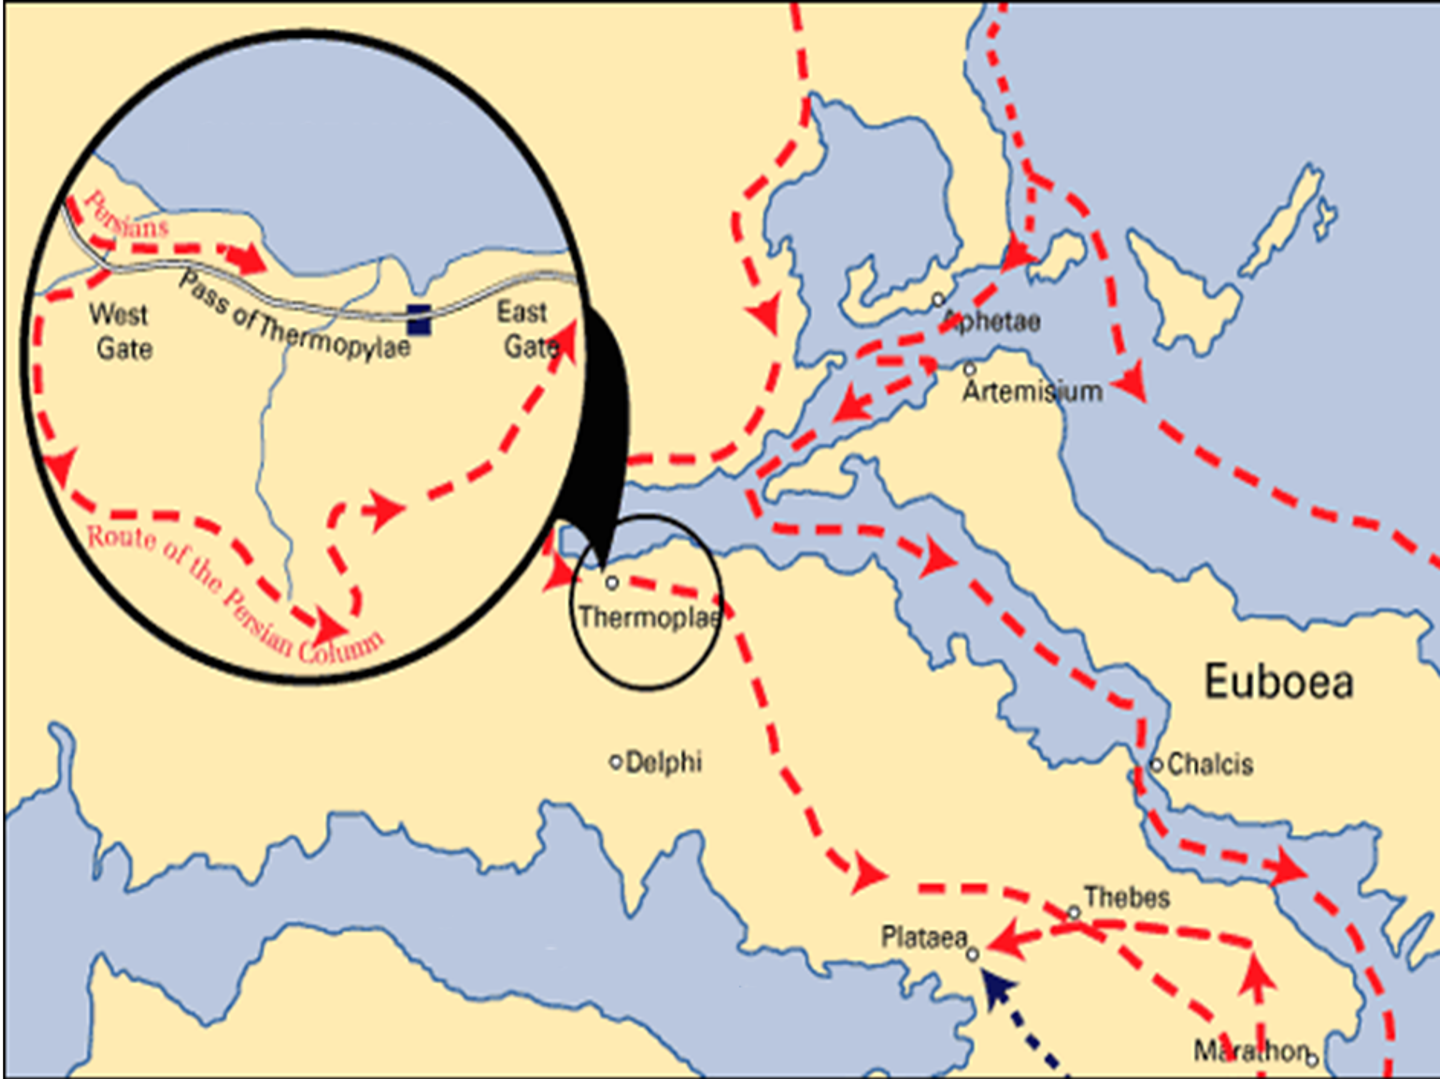 Persians
West
Gate
Pass of Thermopylae
East
Gate
Route of the Persian Column
Aphetae
Artemisium
Thermoplae
Euboea
Delphi
Chalcis
Thebes
Plataea
Marathon